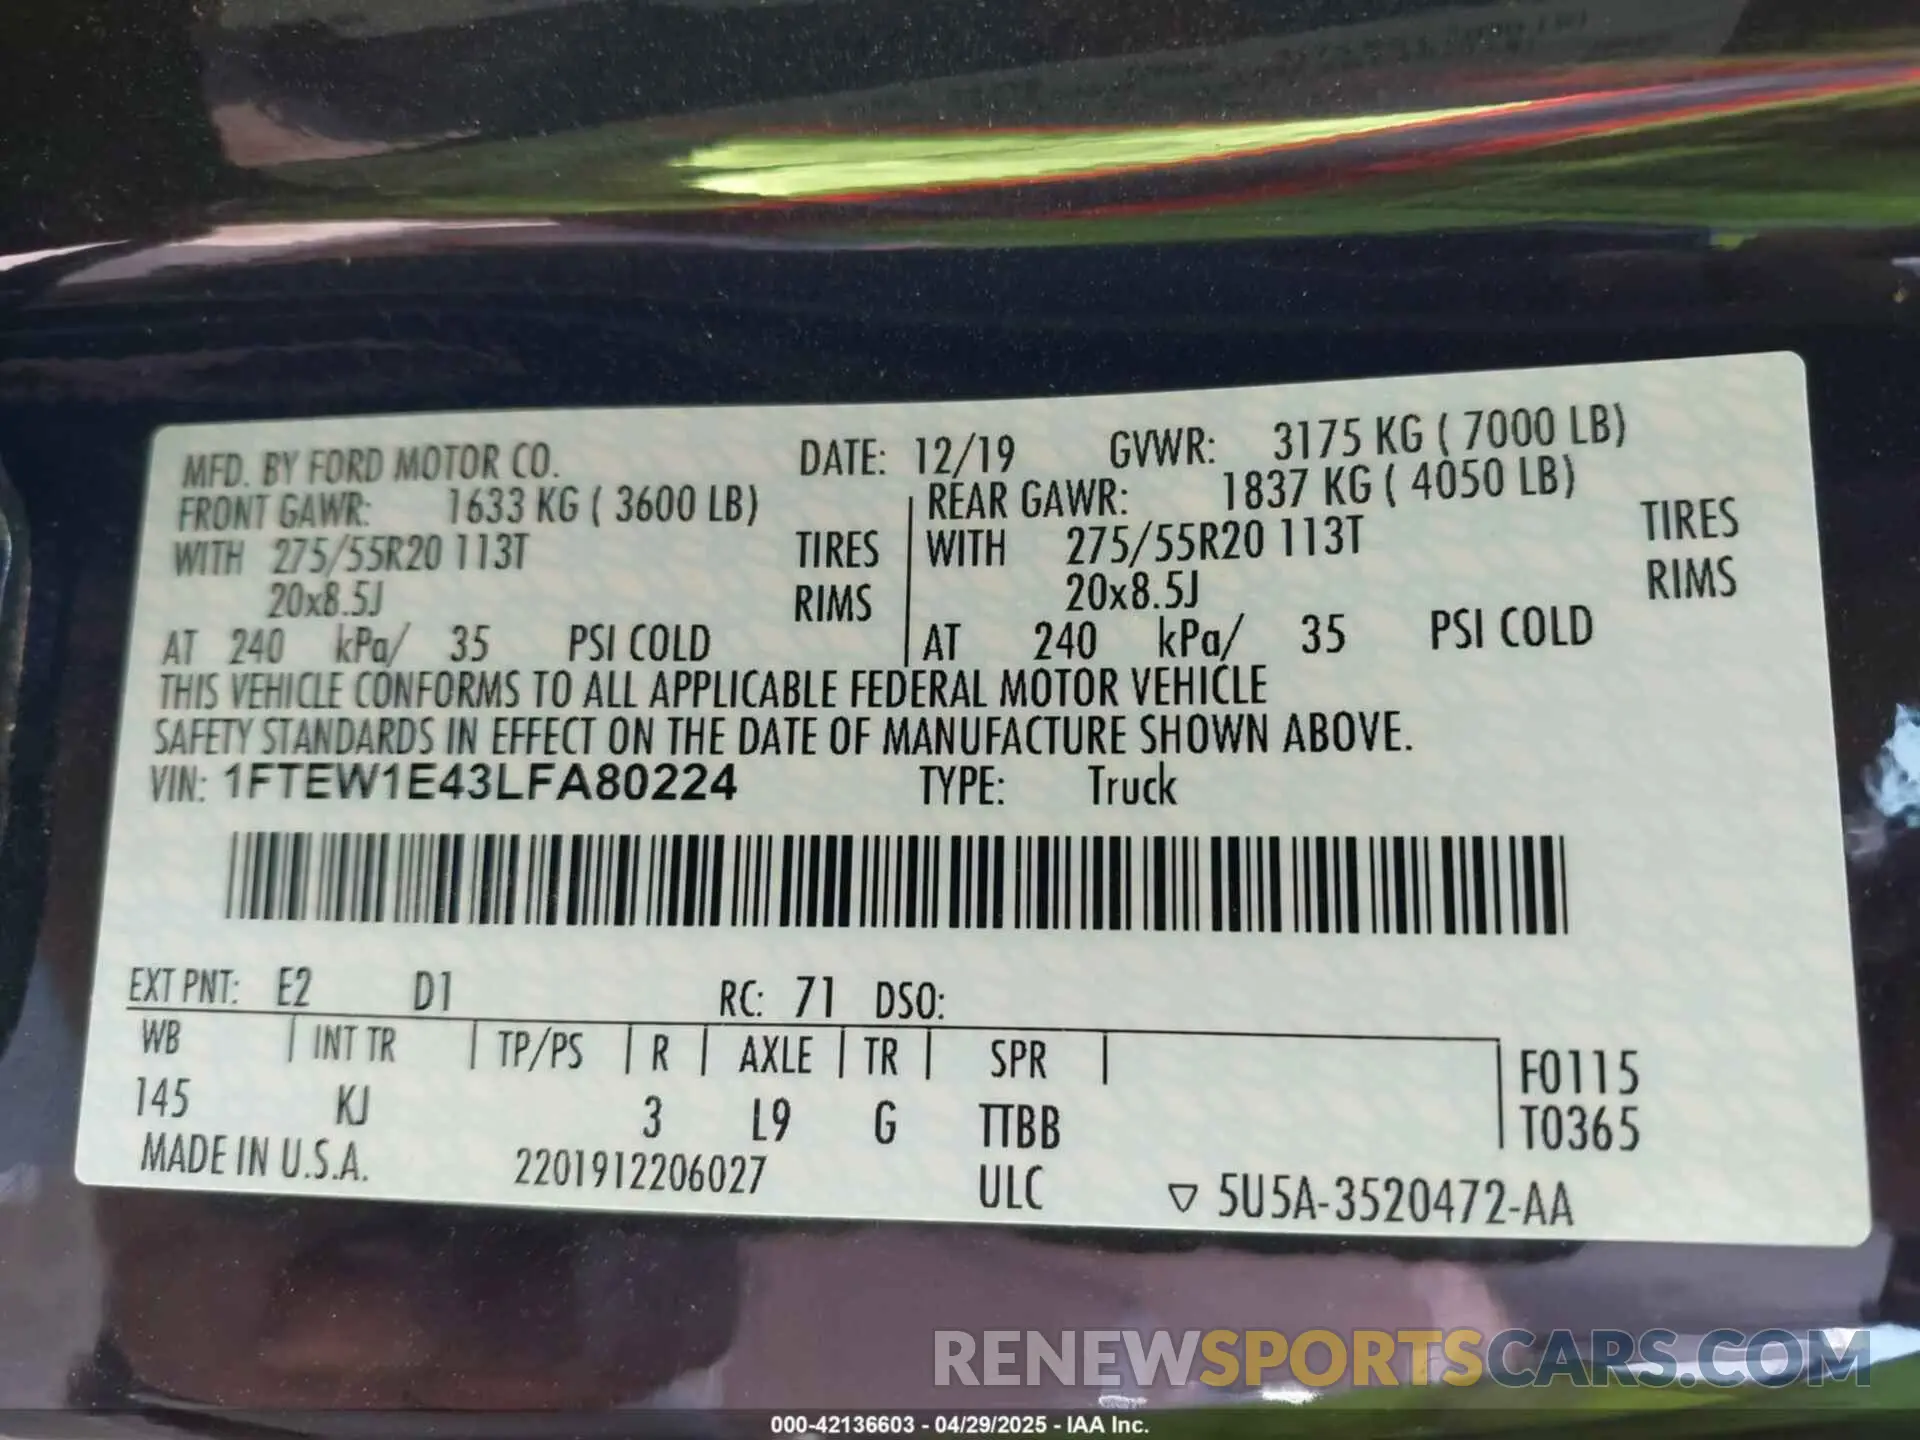 MFD. BY FORD MOTOR CO. DATE: 12/19 GVWR: 3175 KG ( 7000 LB)
FRONT GAWR: 1633 KG ( 3600 LB) REAR GAWR: 1837 KG ( 4050 LB)
WITH 275/55R20 113T TIRES WITH 275/55R20 113T TIRES
20x8.5J RIMS 20x8.5J RIMS
AT 240 kPa/ 35 PSI COLD AT 240 kPa/ 35 PSI COLD
THIS VEHICLE CONFORMS TO ALL APPLICABLE FEDERAL MOTOR VEHICLE
SAFETY STANDARDS IN EFFECT ON THE DATE OF MANUFACTURE SHOWN ABOVE.
VIN: 1FTEW1E43LFA80224 TYPE: Truck
EXT PNT: E2 D1 RC: 71 DSO:
WB INT TR TP/PS R AXLE TR SPR F0115
145 KJ 3 L9 G TTBB T0365
MADE IN U.S.A. 2201912206027 ULC ▽ 5U5A-3520472-AA
RENEWSPORTSCARS.COM
000-42136603 - 04/29/2025 - IAA Inc.